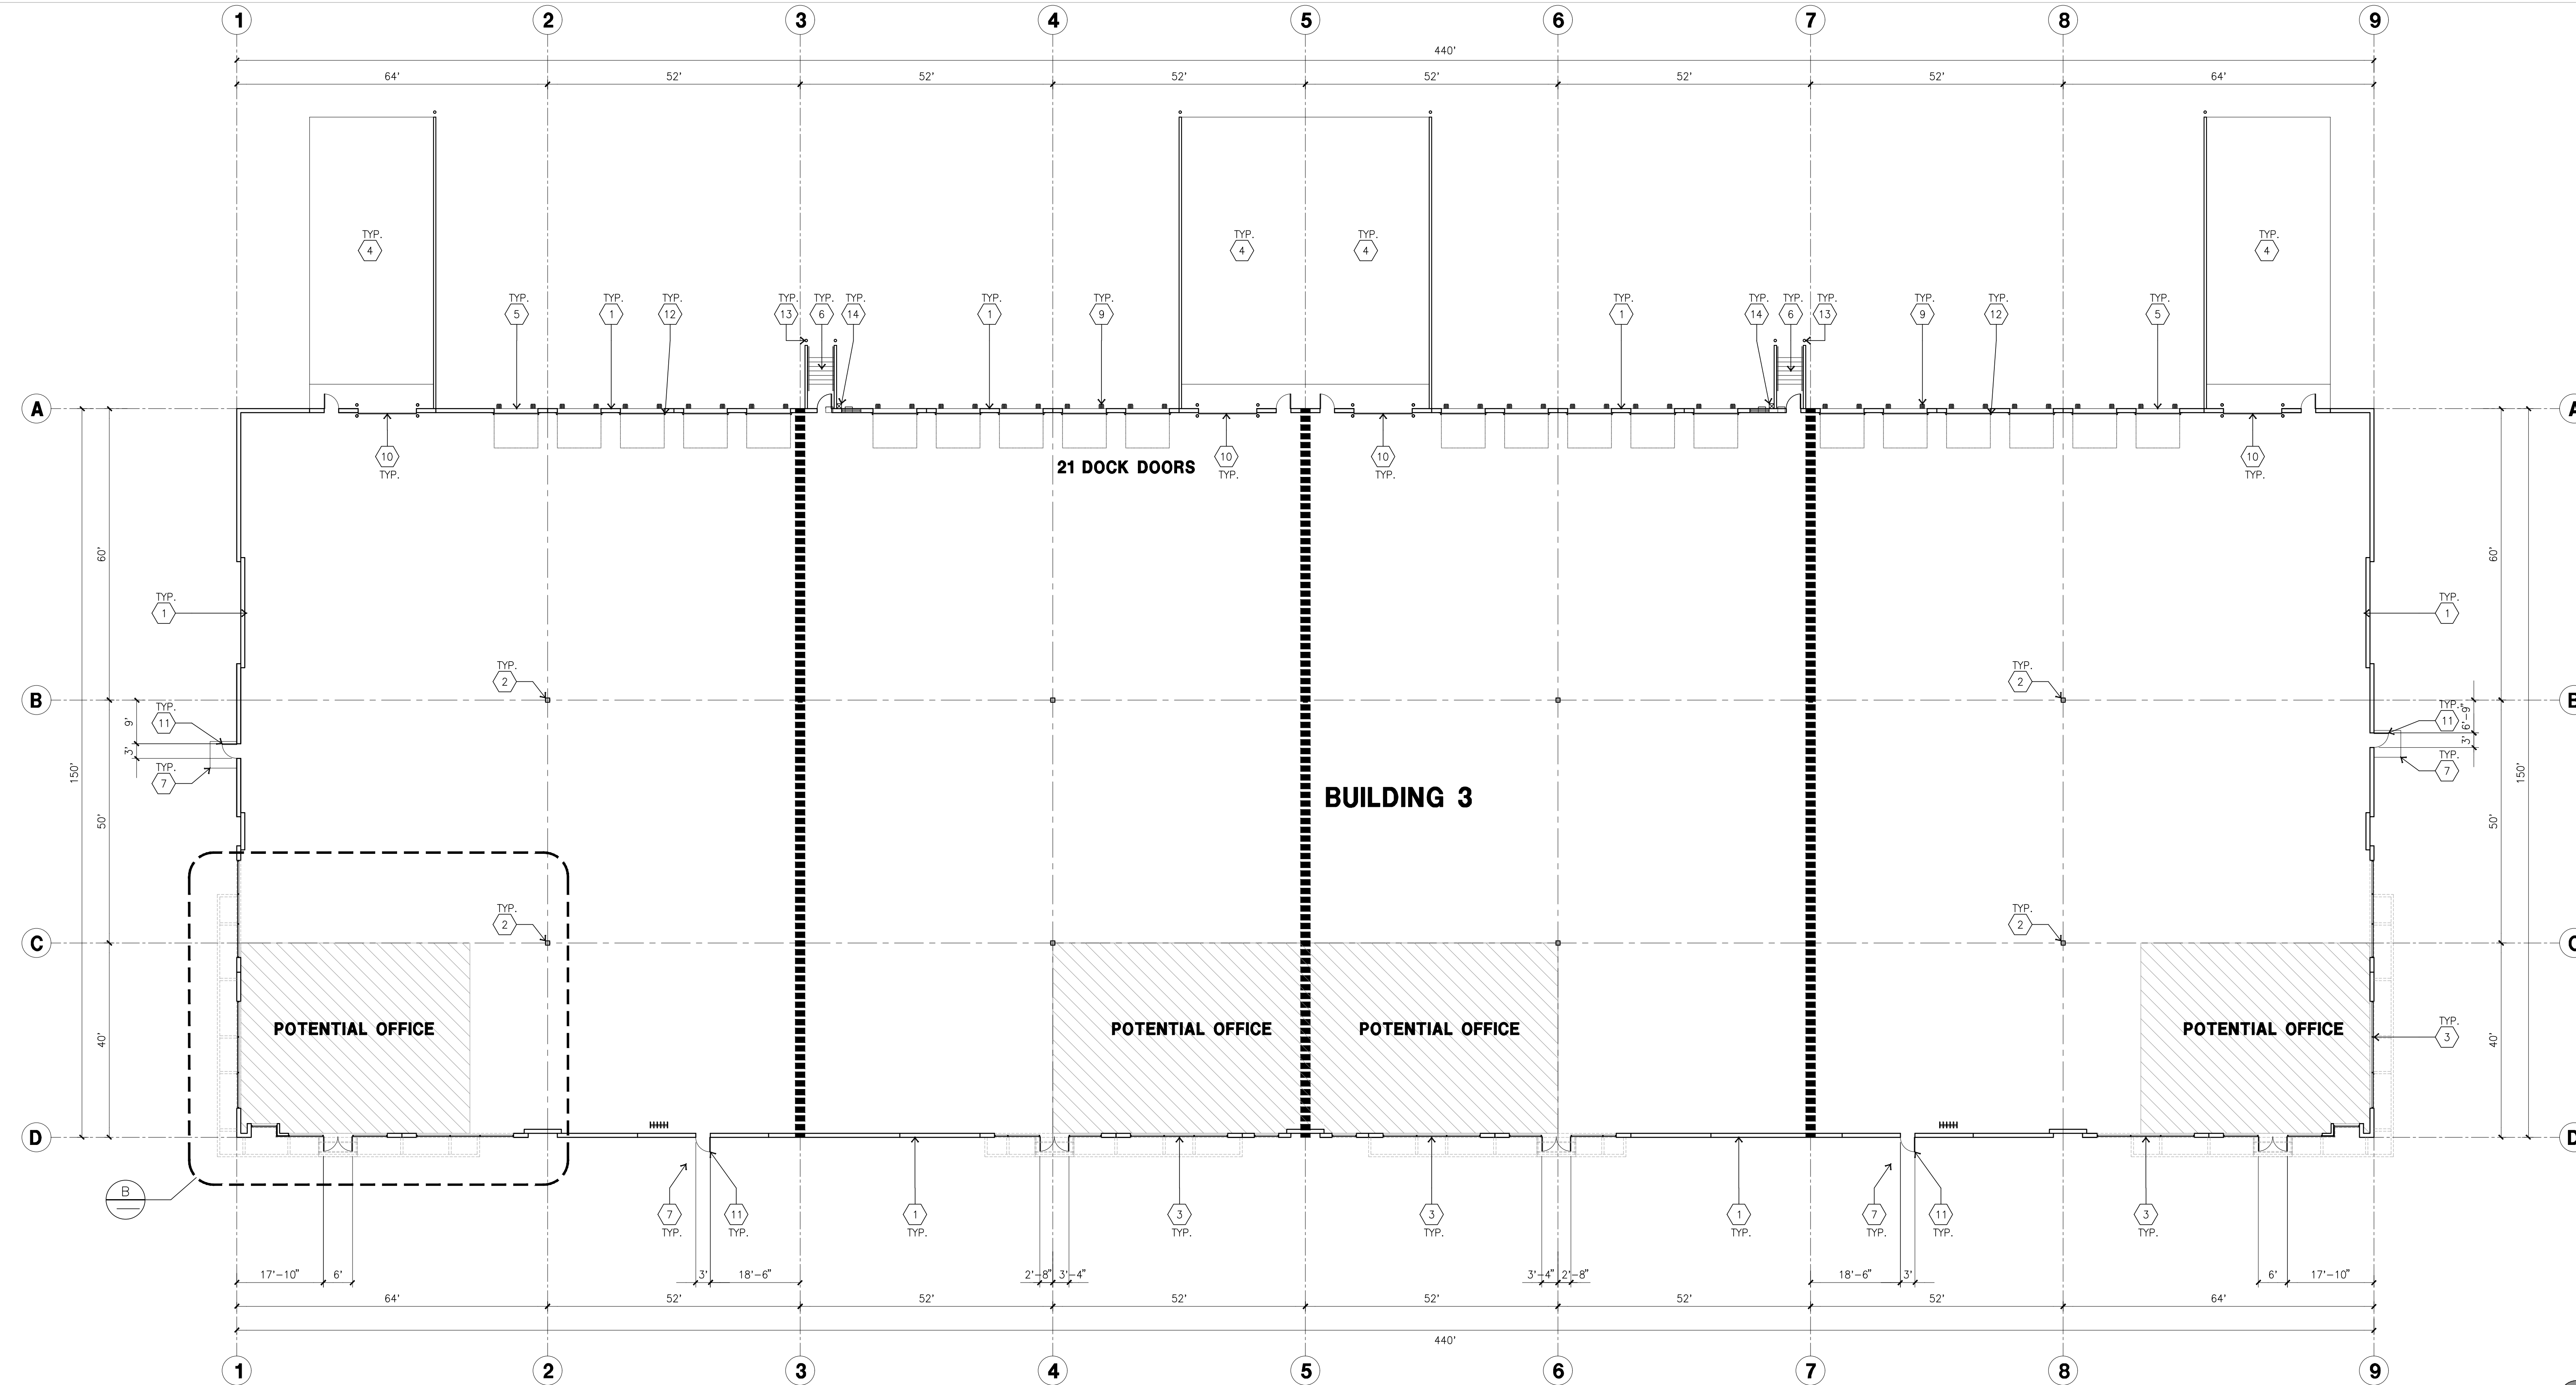 1 2 3 4 5 6 7 8 9
440'
64' 52' 52' 52' 52' 52' 52' 64'
TYP. TYP. TYP. TYP.
4 4 4 4
TYP. TYP. TYP. TYP. TYP. TYP. TYP. TYP. TYP. TYP. TYP. TYP. TYP. TYP. TYP.
5 1 12 13 6 14 1 9 1 14 6 13 9 12 5
A A
10 10 10 10
21 DOCK DOORS
TYP. TYP. TYP. TYP.
60' 60'
TYP. TYP.
1 1
TYP. TYP.
2 2
B B
TYP. TYP.
11 11
9' 6'-9"
3' 3'
7 7
150' 150'
TYP.
BUILDING 3
50' 50'
TYP. TYP.
2 2
C C
POTENTIAL OFFICE POTENTIAL OFFICE POTENTIAL OFFICE POTENTIAL OFFICE
TYP.
3
40' 40'
D D
B
7 11 1 3 3 1 7 11 3
TYP. TYP. TYP. TYP. TYP. TYP. TYP. TYP. TYP.
17'-10" 6' 3' 18'-6" 2'-8" 3'-4" 3'-4" 2'-8" 18'-6" 3' 6' 17'-10"
64' 52' 52' 52' 52' 52' 52' 64'
440'
1 2 3 4 5 6 7 8 9